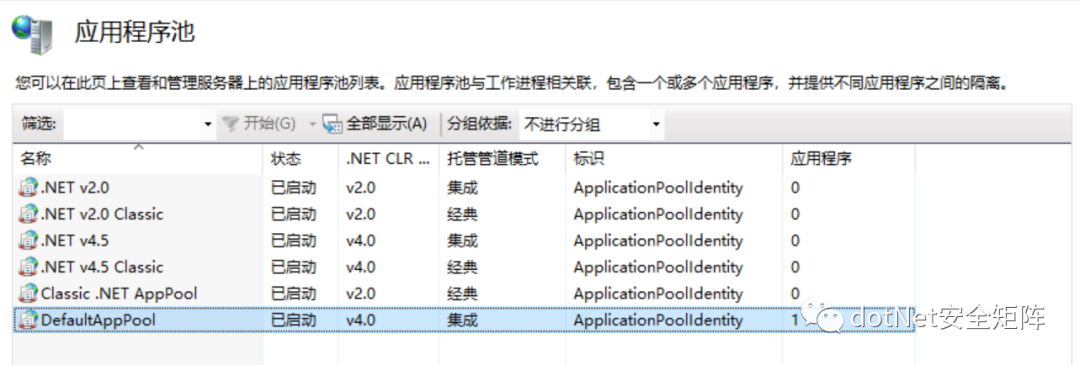 应用程序池
您可以在此页上查看和管理服务器上的应用程序池列表。应用程序池与工作进程相关联，包含一个或多个应用程序，并提供不同应用程序之间的隔离。
筛选: 开始(G) 全部显示(A) 分组依据: 不进行分组
名称 状态 .NET CLR ... 托管管道模式 标识 应用程序
.NET v2.0 已启动 v2.0 集成 ApplicationPoolIdentity 0
.NET v2.0 Classic 已启动 v2.0 经典 ApplicationPoolIdentity 0
.NET v4.5 已启动 v4.0 集成 ApplicationPoolIdentity 0
.NET v4.5 Classic 已启动 v4.0 经典 ApplicationPoolIdentity 0
Classic .NET AppPool 已启动 v2.0 经典 ApplicationPoolIdentity 0
DefaultAppPool 已启动 v4.0 集成 ApplicationPoolIdentity 1
dotNet安全矩阵